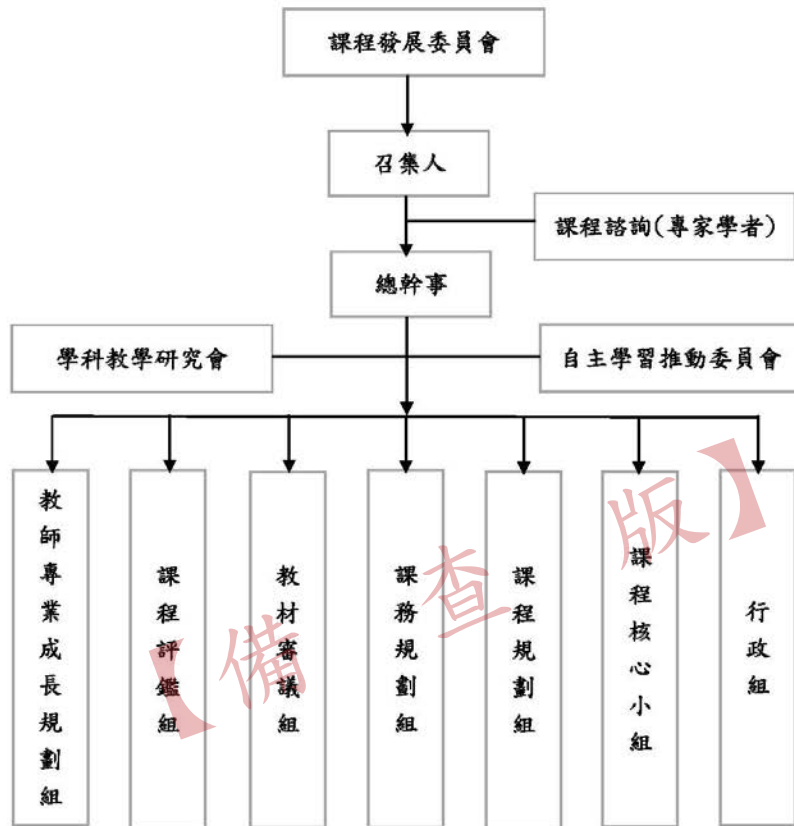 課程發展委員會
召集人
課程諮詢(專家學者)
總幹事
學科教學研究會
自主學習推動委員會
教師專業成長規劃組
課程評鑑組
教材審議組
課務規劃組
課程規劃組
課程核心小組
行政組
【備查版】